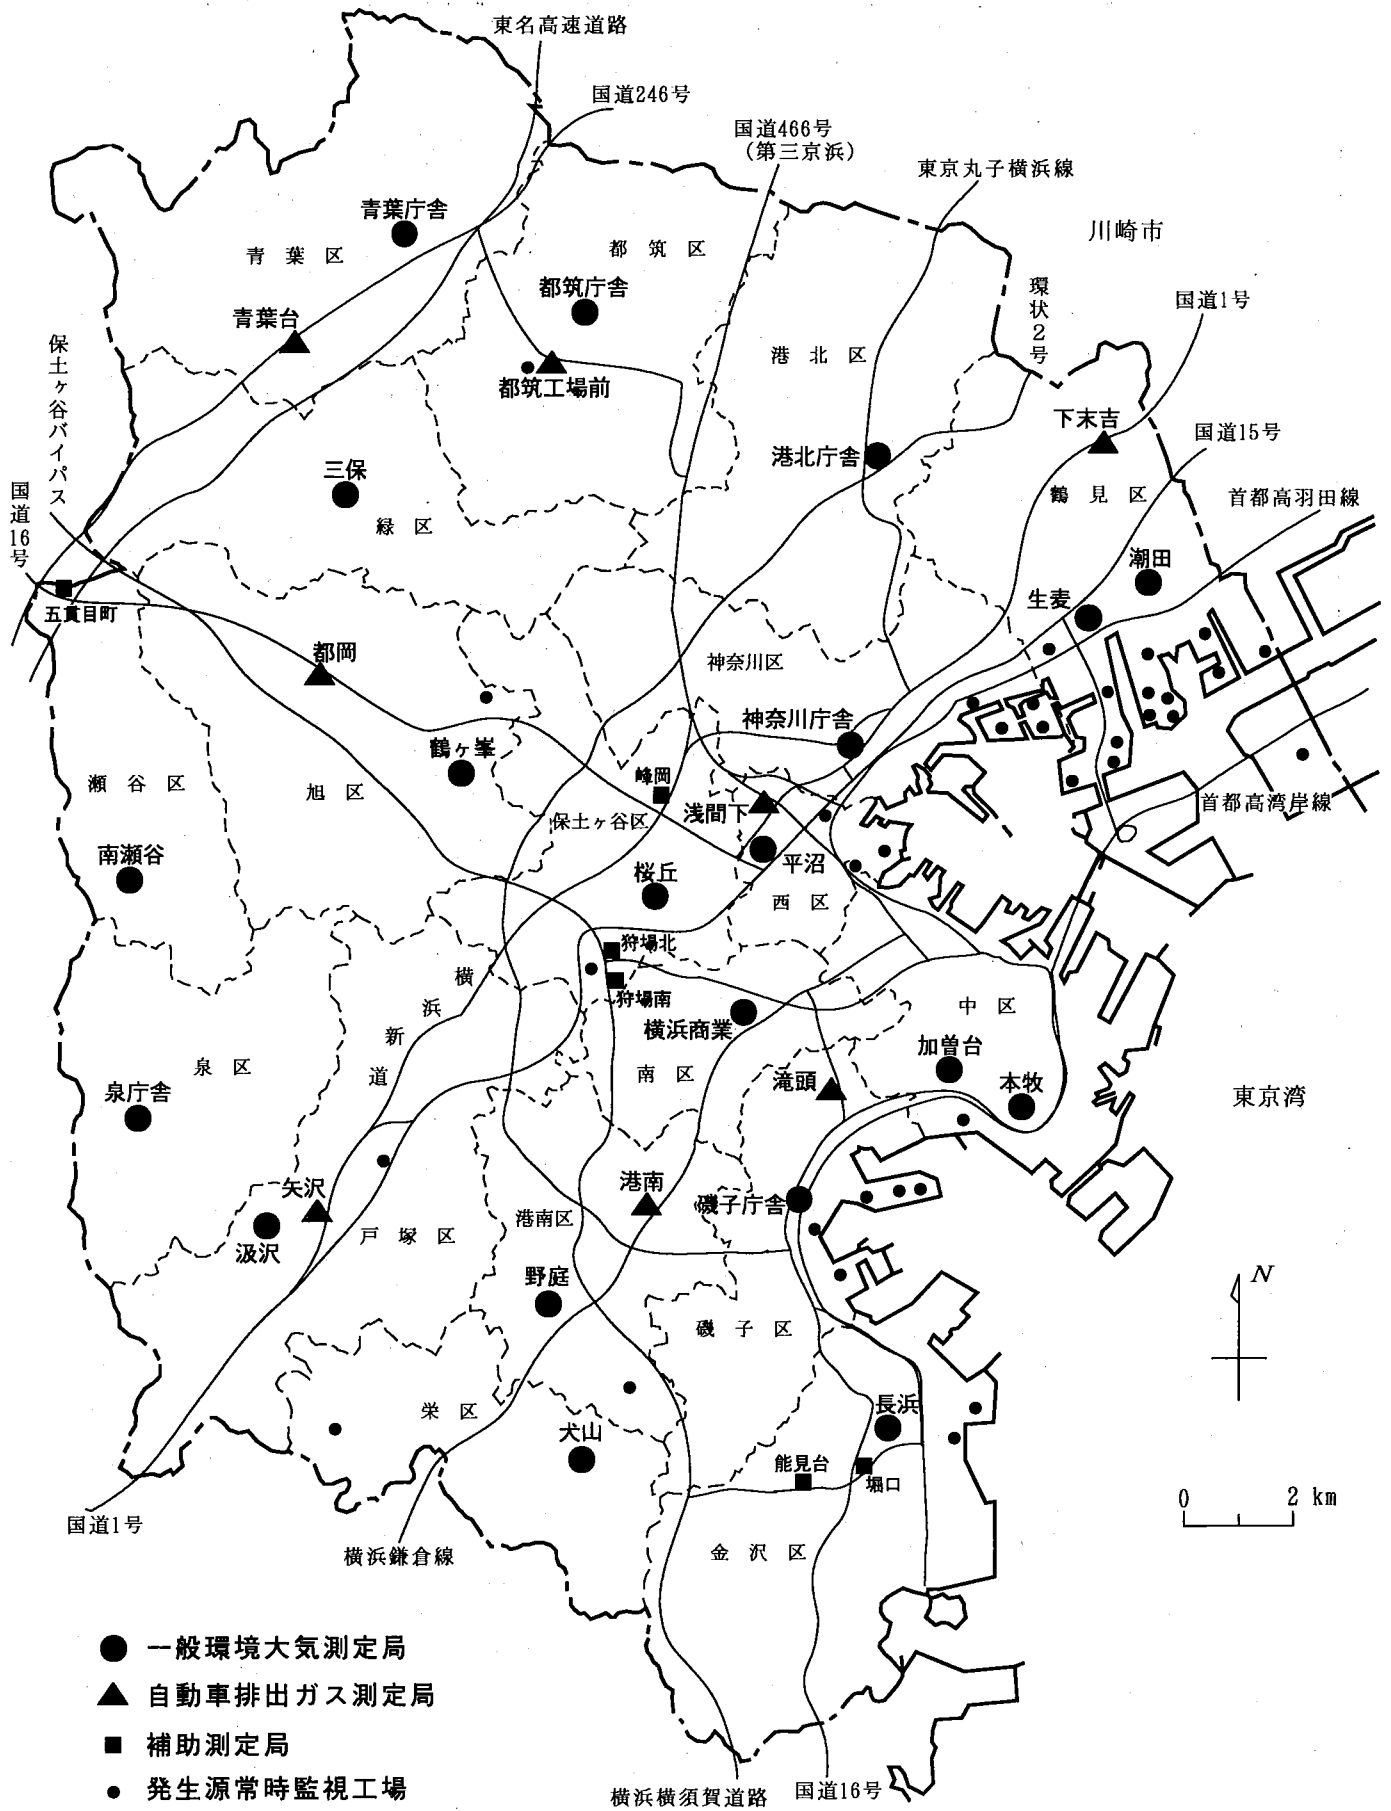 東名高速道路
国道246号
国道466号
（第三京浜）
東京丸子横浜線
川崎市
青葉庁舎
青葉区
都筑区
都筑庁舎
環状2号
国道1号
青葉台
保土ヶ谷バイパス
港北区
都筑工場前
下末吉
国道15号
港北庁舎
三保
鶴見区
首都高羽田線
国道16号
緑区
潮田
生麦
五貫目町
都岡
神奈川区
神奈川庁舎
鶴ヶ峯
瀬谷区
旭区
峰岡
浅間下
首都高湾岸線
保土ヶ谷区
南瀬谷
平沼
桜丘
西区
狩場北
横浜新道
狩場南
中区
横浜商業
加曽台
泉区
南区
滝頭
本牧
泉庁舎
東京湾
矢沢
港南
磯子庁舎
港南区
戸塚区
汲沢
野庭
N
磯子区
栄区
長浜
犬山
能見台
堀口
0 2 km
国道1号
横浜鎌倉線
金沢区
一般環境大気測定局
自動車排出ガス測定局
補助測定局
発生源常時監視工場
横浜横須賀道路
国道16号